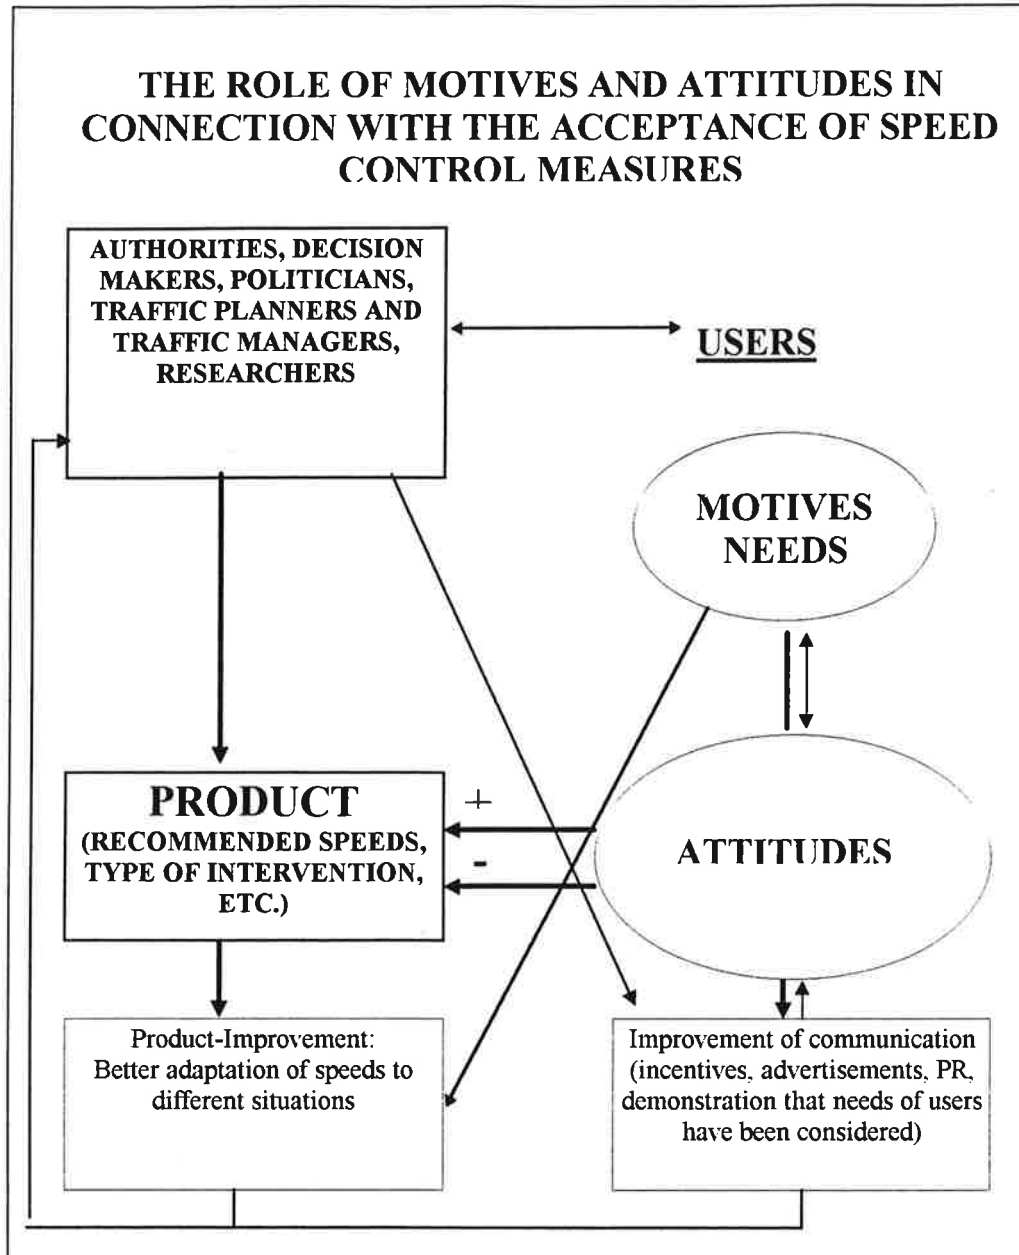 THE ROLE OF MOTIVES AND ATTITUDES IN
CONNECTION WITH THE ACCEPTANCE OF SPEED
CONTROL MEASURES
AUTHORITIES, DECISION
MAKERS, POLITICIANS,
TRAFFIC PLANNERS AND
TRAFFIC MANAGERS,
RESEARCHERS
USERS
MOTIVES
NEEDS
PRODUCT
(RECOMMENDED SPEEDS,
TYPE OF INTERVENTION,
ETC.)
+
-
ATTITUDES
Product-Improvement:
Better adaptation of speeds to
different situations
Improvement of communication
(incentives, advertisements, PR,
demonstration that needs of users
have been considered)